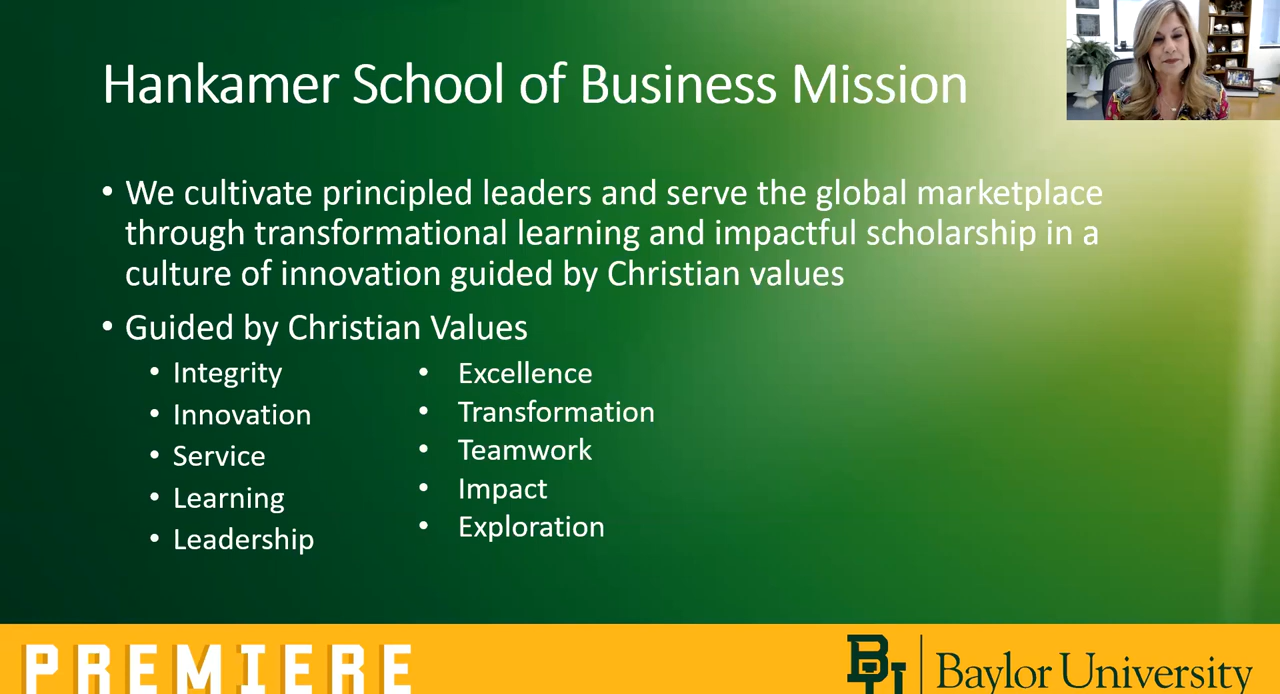 Hankamer School of Business Mission
• We cultivate principled leaders and serve the global marketplace
through transformational learning and impactful scholarship in a
culture of innovation guided by Christian values
• Guided by Christian Values
• Integrity
• Innovation
• Service
• Learning
• Leadership
• Excellence
• Transformation
• Teamwork
• Impact
• Exploration
PREMIERE
BU
Baylor University